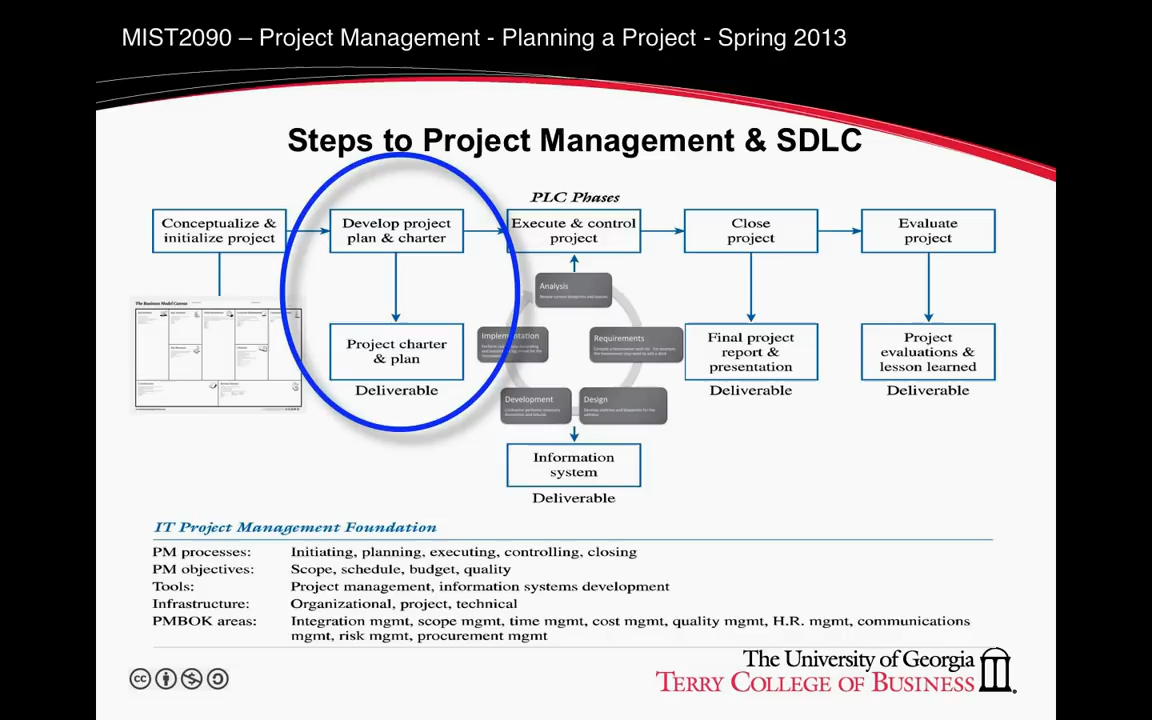 MIST2090 – Project Management - Planning a Project - Spring 2013
Steps to Project Management & SDLC
PLC Phases
Conceptualize &
initialize project
Develop project
plan & charter
Execute & control
project
Close
project
Evaluate
project
The Business Model Canvas
Analysis
Implementation
Requirements
Development
Design
Project charter
& plan
Deliverable
Final project
report &
presentation
Deliverable
Project
evaluations &
lesson learned
Deliverable
Information
system
Deliverable
IT Project Management Foundation
PM processes: Initiating, planning, executing, controlling, closing
PM objectives: Scope, schedule, budget, quality
Tools: Project management, information systems development
Infrastructure: Organizational, project, technical
PMBOK areas: Integration mgmt, scope mgmt, time mgmt, cost mgmt, quality mgmt, H.R. mgmt, communications
mgmt, risk mgmt, procurement mgmt
cc
The University of Georgia
TERRY COLLEGE OF BUSINESS